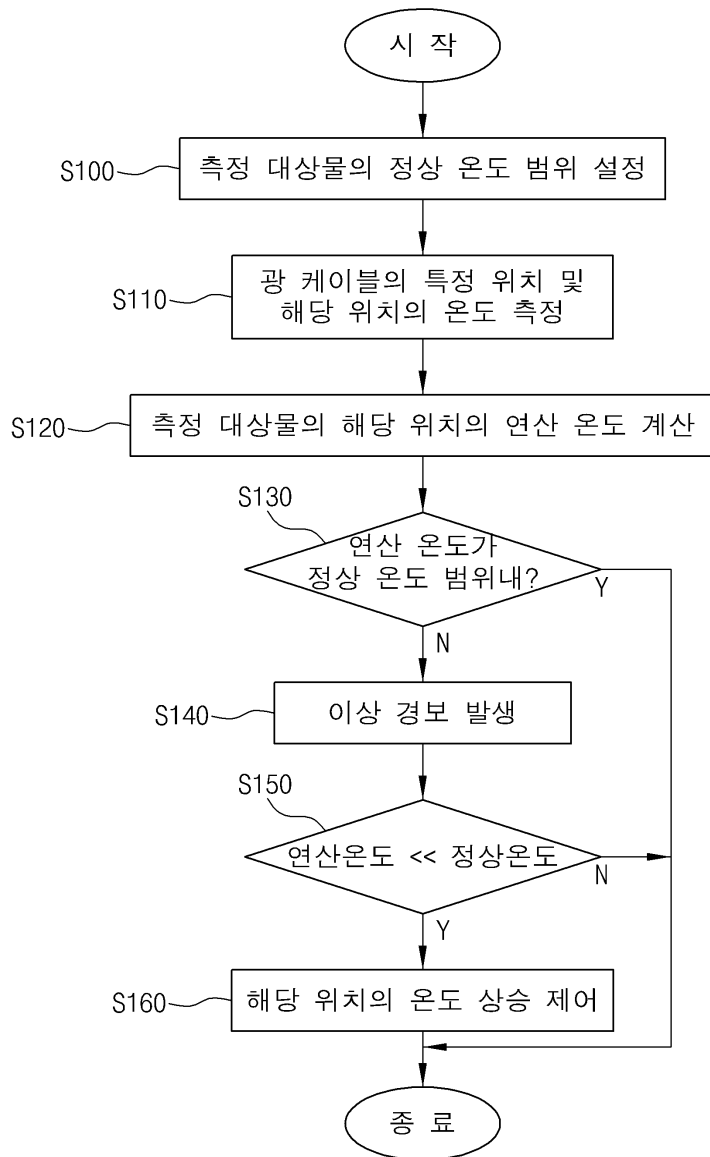 시 작
S100
측정 대상물의 정상 온도 범위 설정
S110
광 케이블의 특정 위치 및
해당 위치의 온도 측정
S120
측정 대상물의 해당 위치의 연산 온도 계산
S130
연산 온도가
정상 온도 범위내?
Y
N
S140
이상 경보 발생
S150
연산온도 << 정상온도
N
Y
S160
해당 위치의 온도 상승 제어
종 료